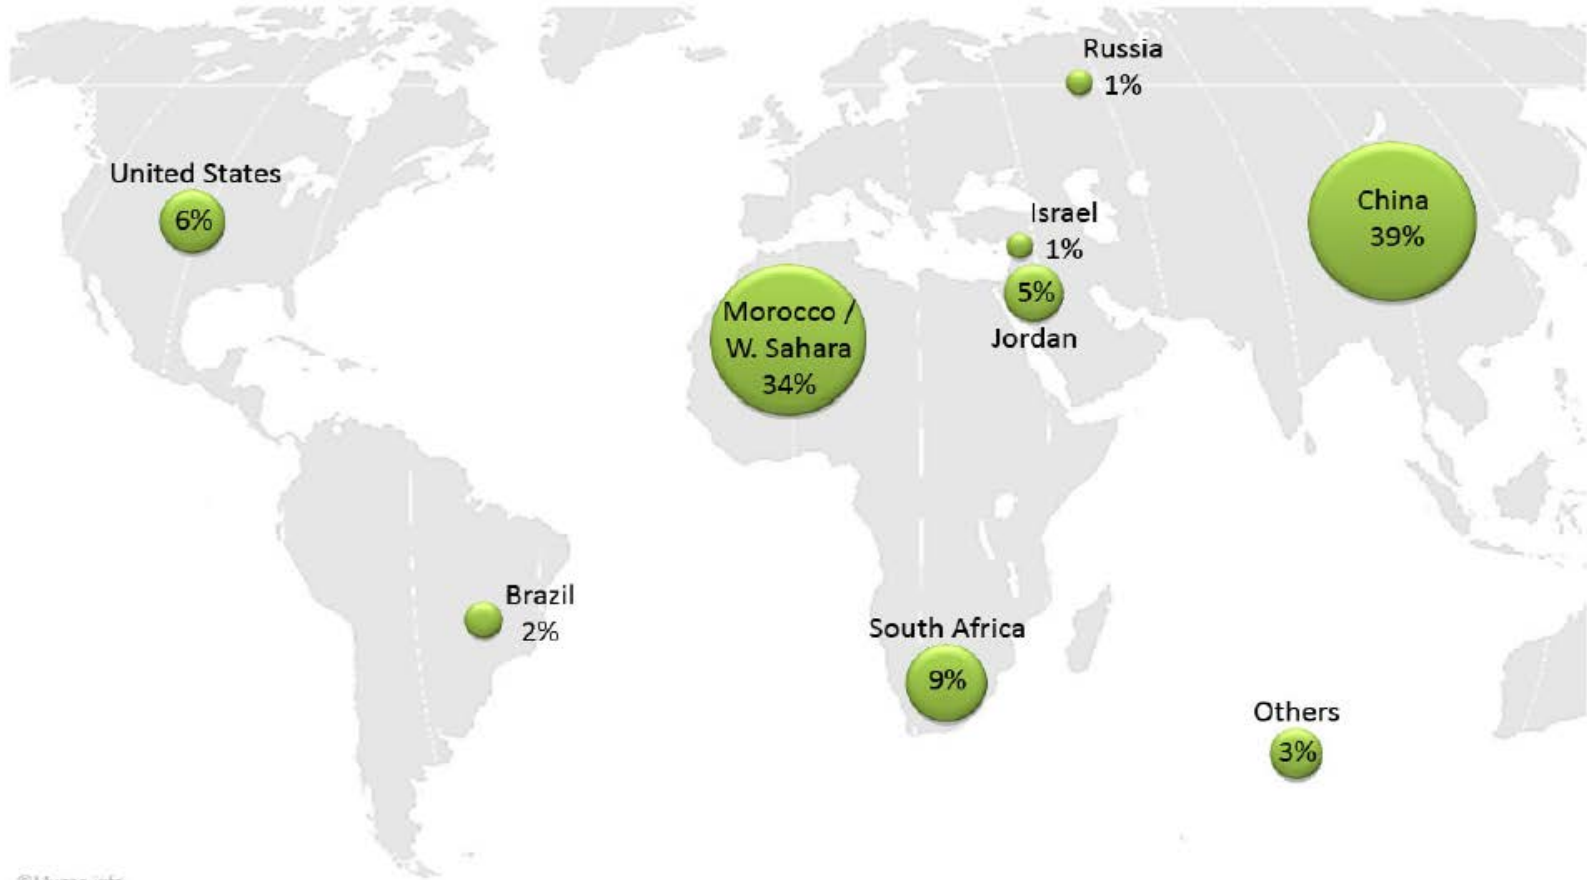 Russia
1%
United States
6%
China
39%
Israel
1%
5%
Jordan
Morocco /
W. Sahara
34%
Brazil
2%
South Africa
9%
Others
3%